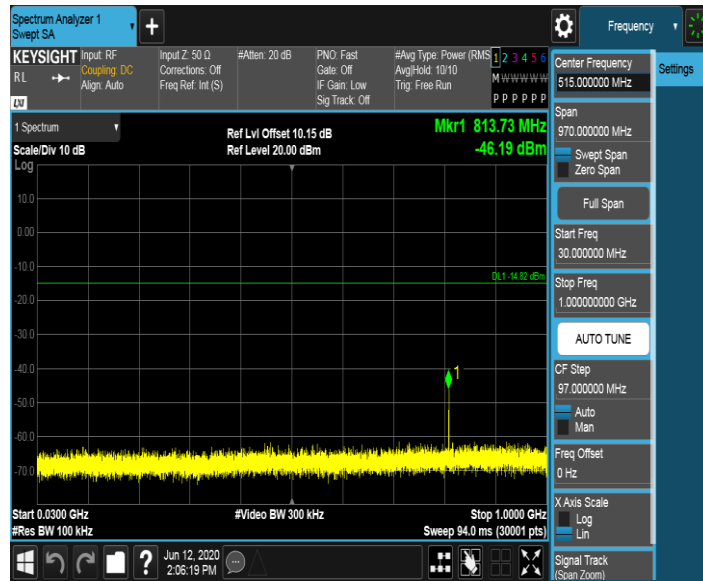 Spectrum Analyzer 1
Swept SA
+
Frequency
KEYSIGHT
RL
LXI
Input: RF
Coupling: DC
Align: Auto
Input Z: 50 Ω
Corrections: Off
Freq Ref: Int (S)
#Atten: 20 dB
PNO: Fast
Gate: Off
IF Gain: Low
Sig Track: Off
#Avg Type: Power (RMS
Avg|Hold: 10/10
Trig: Free Run
1 2 3 4 5 6
M W W W W W
P P P P P P
1 Spectrum
Scale/Div 10 dB
Log
Ref Lvl Offset 10.15 dB
Ref Level 20.00 dBm
Mkr1 813.73 MHz
-46.19 dBm
10.0
0.00
-10.0
DL1 -14.82 dBm
-20.0
-30.0
-40.0
1
-50.0
-60.0
-70.0
Start 0.0300 GHz
#Res BW 100 kHz
#Video BW 300 kHz
Stop 1.0000 GHz
Sweep 94.0 ms (30001 pts)
?
Jun 12, 2020
2:06:19 PM
Center Frequency
515.000000 MHz
Settings
Span
970.000000 MHz
Swept Span
Zero Span
Full Span
Start Freq
30.000000 MHz
Stop Freq
1.000000000 GHz
AUTO TUNE
CF Step
97.000000 MHz
Auto
Man
Freq Offset
0 Hz
X Axis Scale
Log
Lin
Signal Track
(Span Zoom)